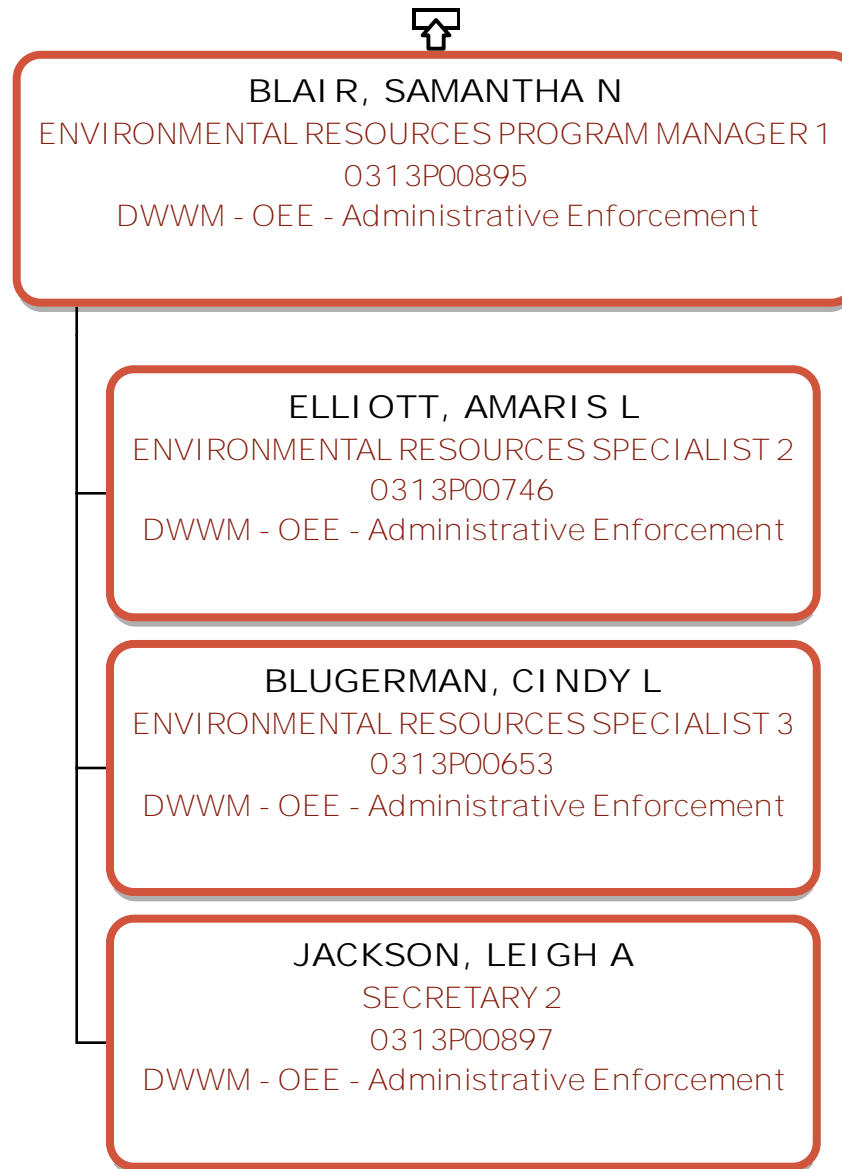 BLAIR, SAMANTHA N
ENVIRONMENTAL RESOURCES PROGRAM MANAGER 1
0313P00895
DWWM - OEE - Administrative Enforcement
ELLIOTT, AMARIS L
ENVIRONMENTAL RESOURCES SPECIALIST 2
0313P00746
DWWM - OEE - Administrative Enforcement
BLUGERMAN, CINDY L
ENVIRONMENTAL RESOURCES SPECIALIST 3
0313P00653
DWWM - OEE - Administrative Enforcement
JACKSON, LEIGH A
SECRETARY 2
0313P00897
DWWM - OEE - Administrative Enforcement